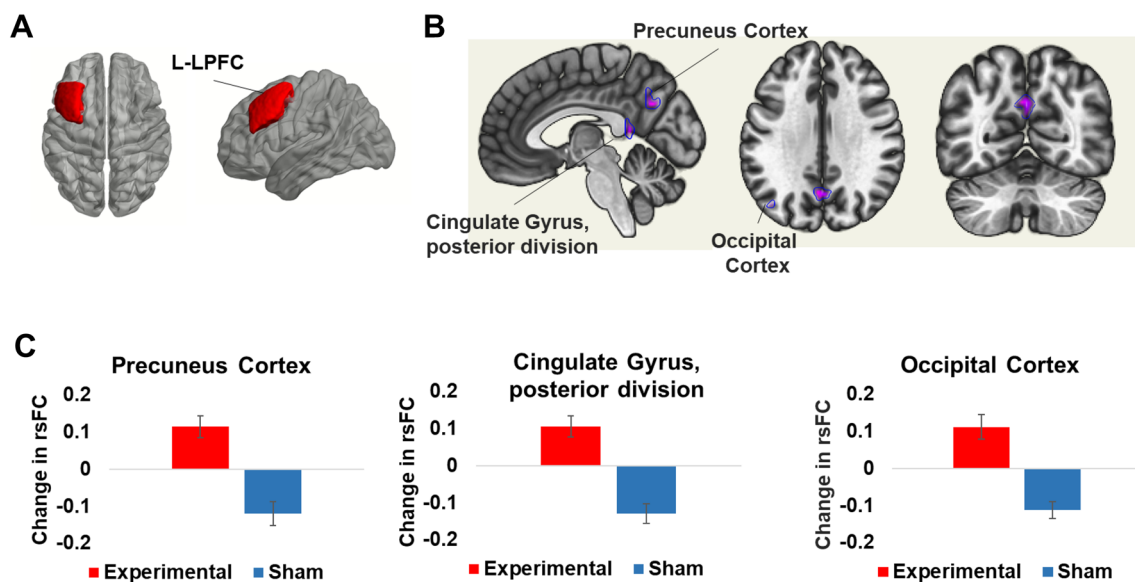 A
L-LPFC
B
Precuneus Cortex
Cingulate Gyrus,
posterior division
Occipital
Cortex
C
Precuneus Cortex
Change in rsFC
0.2
0.1
0
-0.1
-0.2
Experimental
Sham
Cingulate Gyrus,
posterior division
Change in rsFC
0.2
0.1
0
-0.1
-0.2
Experimental
Sham
Occipital Cortex
Change in rsFC
0.2
0.1
0
-0.1
-0.2
Experimental
Sham